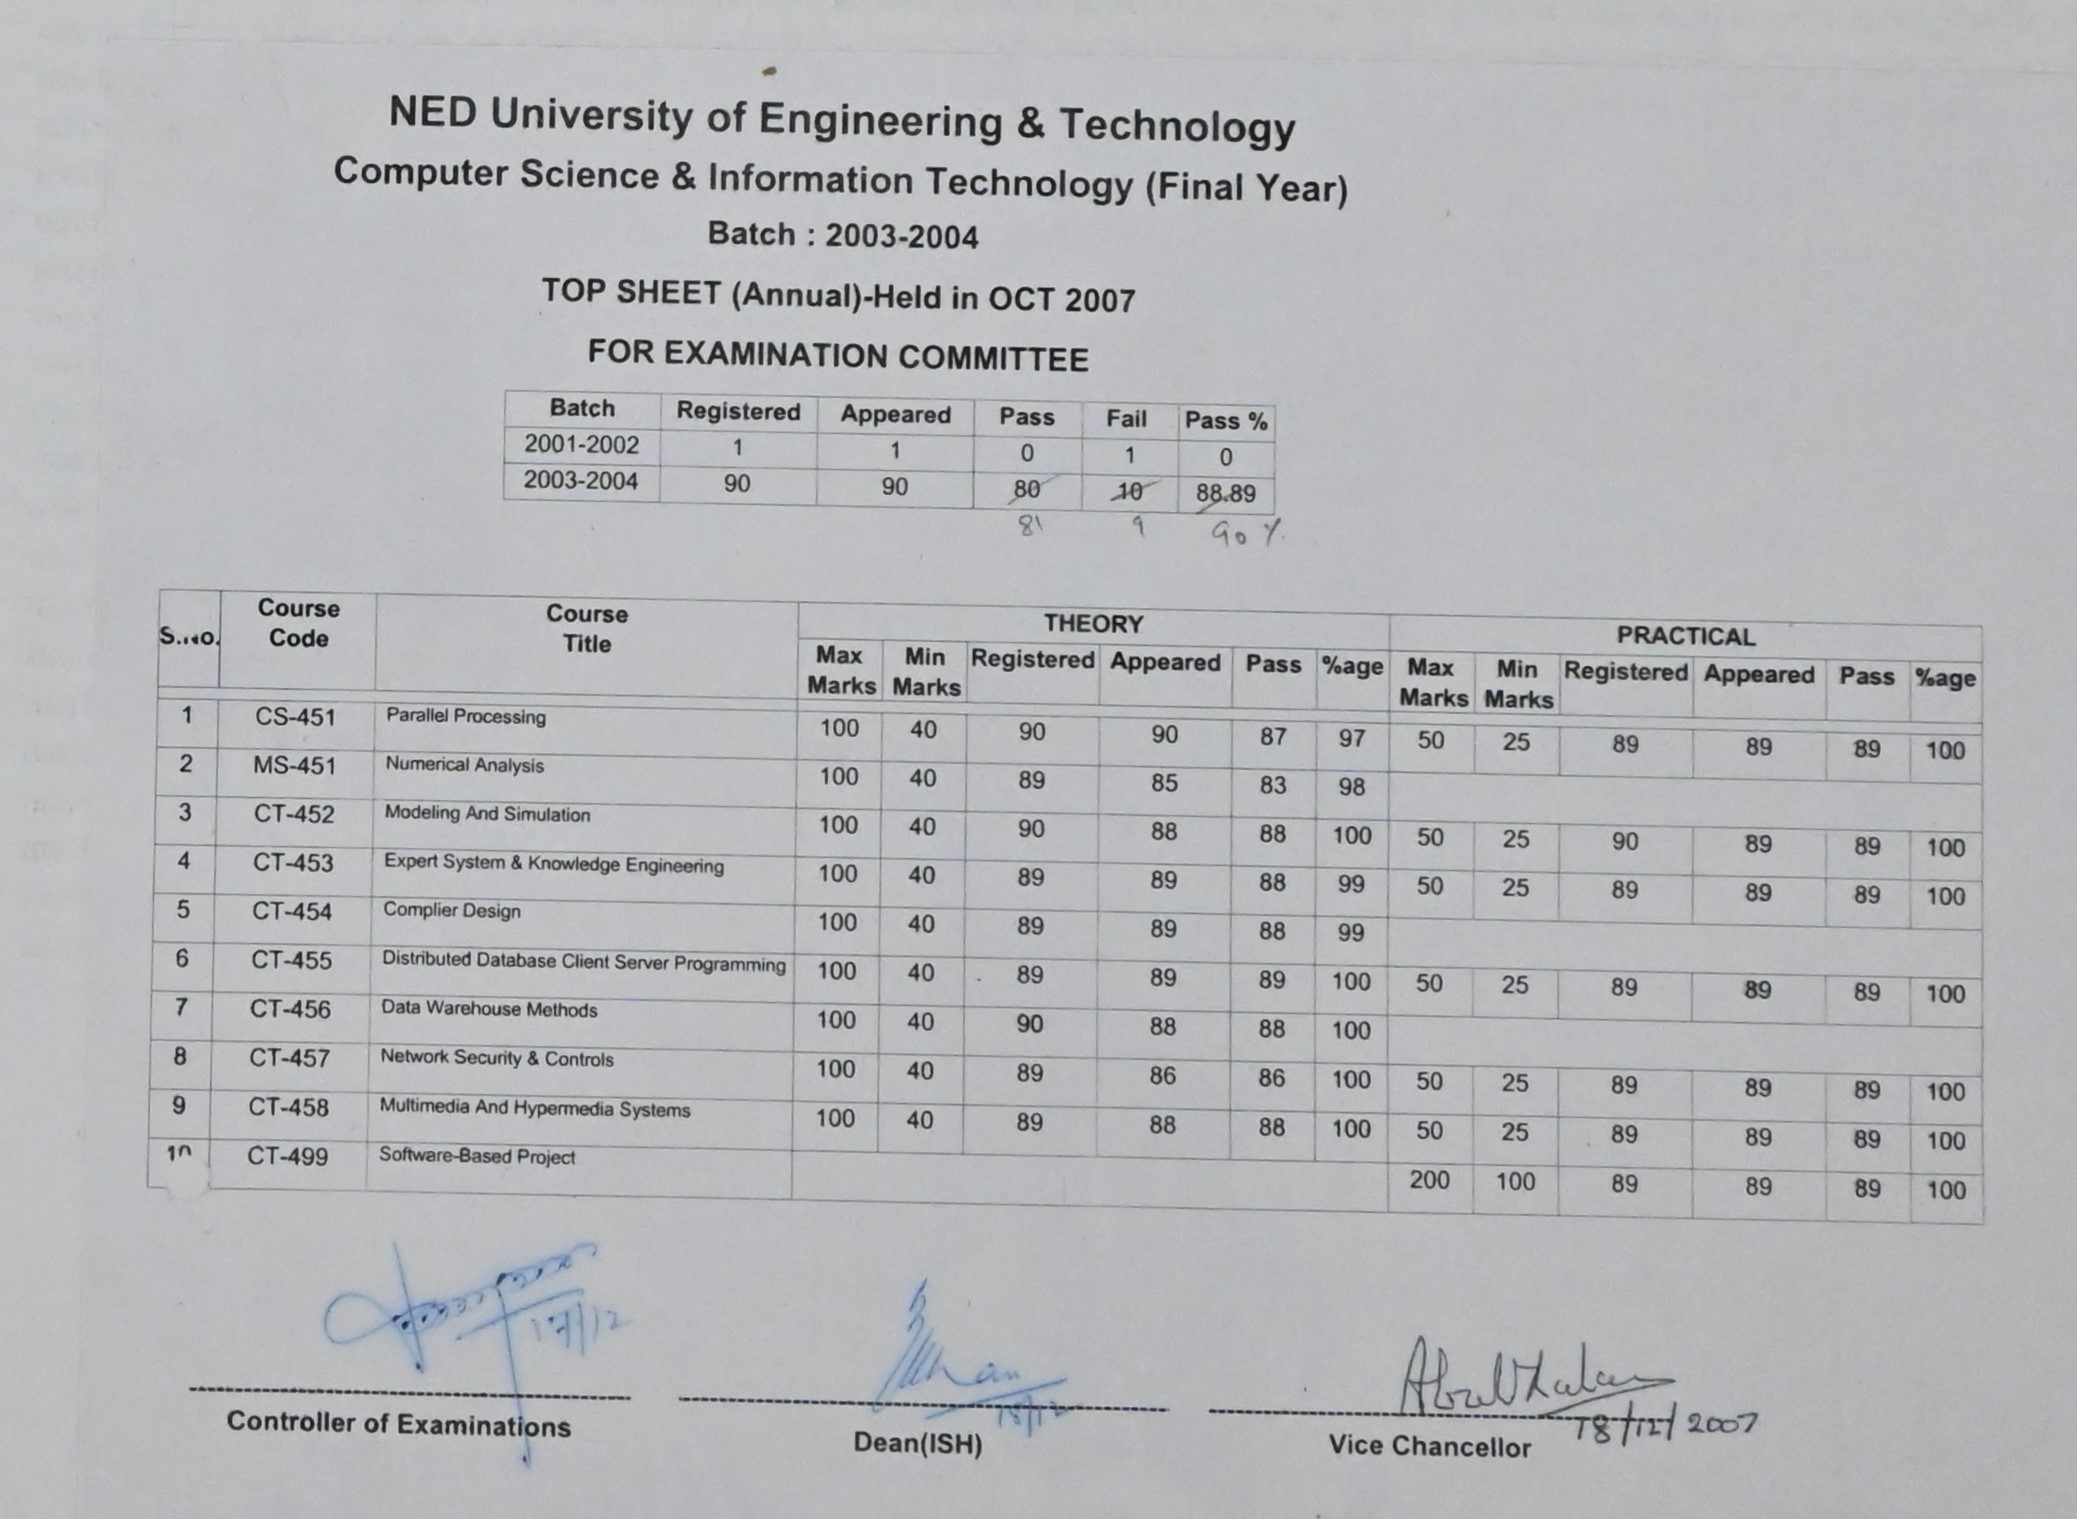 NED University of Engineering & Technology
Computer Science & Information Technology (Final Year)
Batch : 2003-2004
TOP SHEET (Annual)-Held in OCT 2007
FOR EXAMINATION COMMITTEE
Batch Registered Appeared Pass Fail Pass %
2001-2002 1 1 0 1 0
2003-2004 90 90 80 10 88.89
81 9 90 %
S.No. Course Code Course Title THEORY PRACTICAL
Max Marks Min Marks Registered Appeared Pass %age Max Marks Min Marks Registered Appeared Pass %age
1 CS-451 Parallel Processing 100 40 90 90 87 97 50 25 89 89 89 100
2 MS-451 Numerical Analysis 100 40 89 85 83 98
3 CT-452 Modeling And Simulation 100 40 90 88 88 100 50 25 90 89 89 100
4 CT-453 Expert System & Knowledge Engineering 100 40 89 89 88 99 50 25 89 89 89 100
5 CT-454 Complier Design 100 40 89 89 88 99
6 CT-455 Distributed Database Client Server Programming 100 40 89 89 89 100 50 25 89 89 89 100
7 CT-456 Data Warehouse Methods 100 40 90 88 88 100
8 CT-457 Network Security & Controls 100 40 89 86 86 100 50 25 89 89 89 100
9 CT-458 Multimedia And Hypermedia Systems 100 40 89 88 88 100 50 25 89 89 89 100
10 CT-499 Software-Based Project 200 100 89 89 89 100
17/12
18/12
18/12/2007
Controller of Examinations
Dean(ISH)
Vice Chancellor